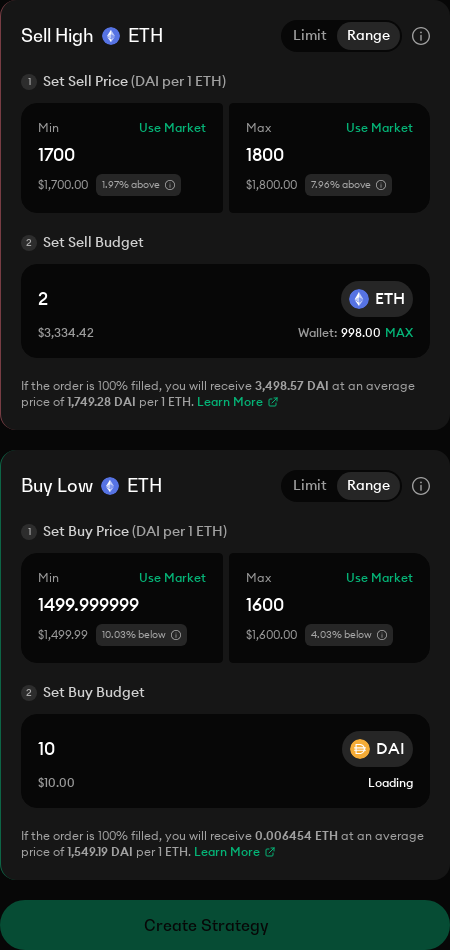 Sell High ETH Limit Range
1 Set Sell Price (DAI per 1 ETH)
Min Use Market Max Use Market
1700 1800
$1,700.00 1.97% above $1,800.00 7.96% above
2 Set Sell Budget
2 ETH
$3,334.42 Wallet: 998.00 MAX
If the order is 100% filled, you will receive 3,498.57 DAI at an average
price of 1,749.28 DAI per 1 ETH. Learn More
Buy Low ETH Limit Range
1 Set Buy Price (DAI per 1 ETH)
Min Use Market Max Use Market
1499.999999 1600
$1,499.99 10.03% below $1,600.00 4.03% below
2 Set Buy Budget
10 DAI
$10.00 Loading
If the order is 100% filled, you will receive 0.006454 ETH at an average
price of 1,549.19 DAI per 1 ETH. Learn More
Create Strategy